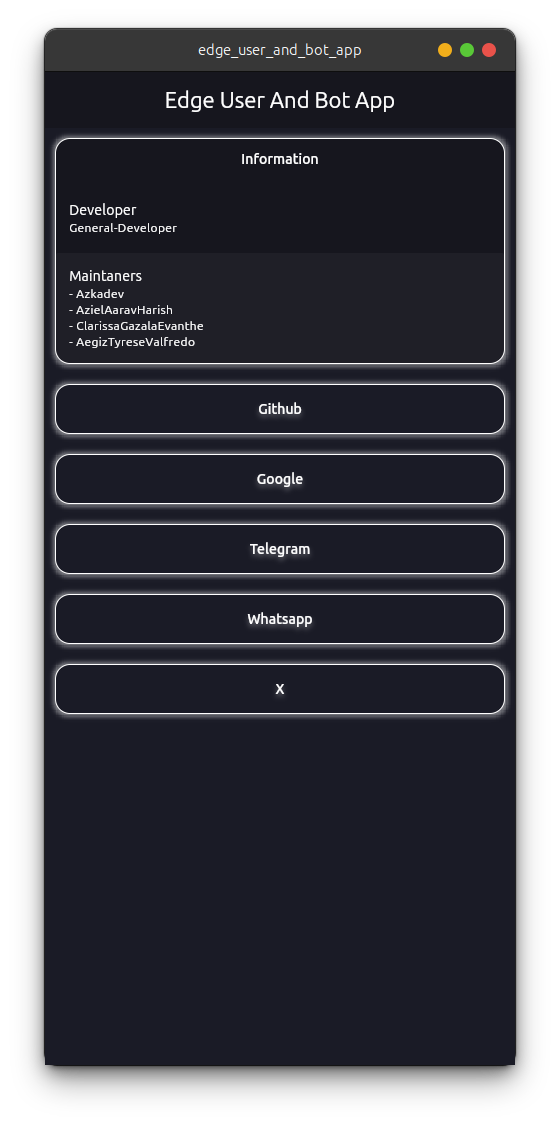 edge_user_and_bot_app
Edge User And Bot App
Information
Developer
General-Developer
Maintaners
- Azkadev
- AzielAaravHarish
- ClarissaGazalaEvanthe
- AegizTyreseValfredo
Github
Google
Telegram
Whatsapp
X